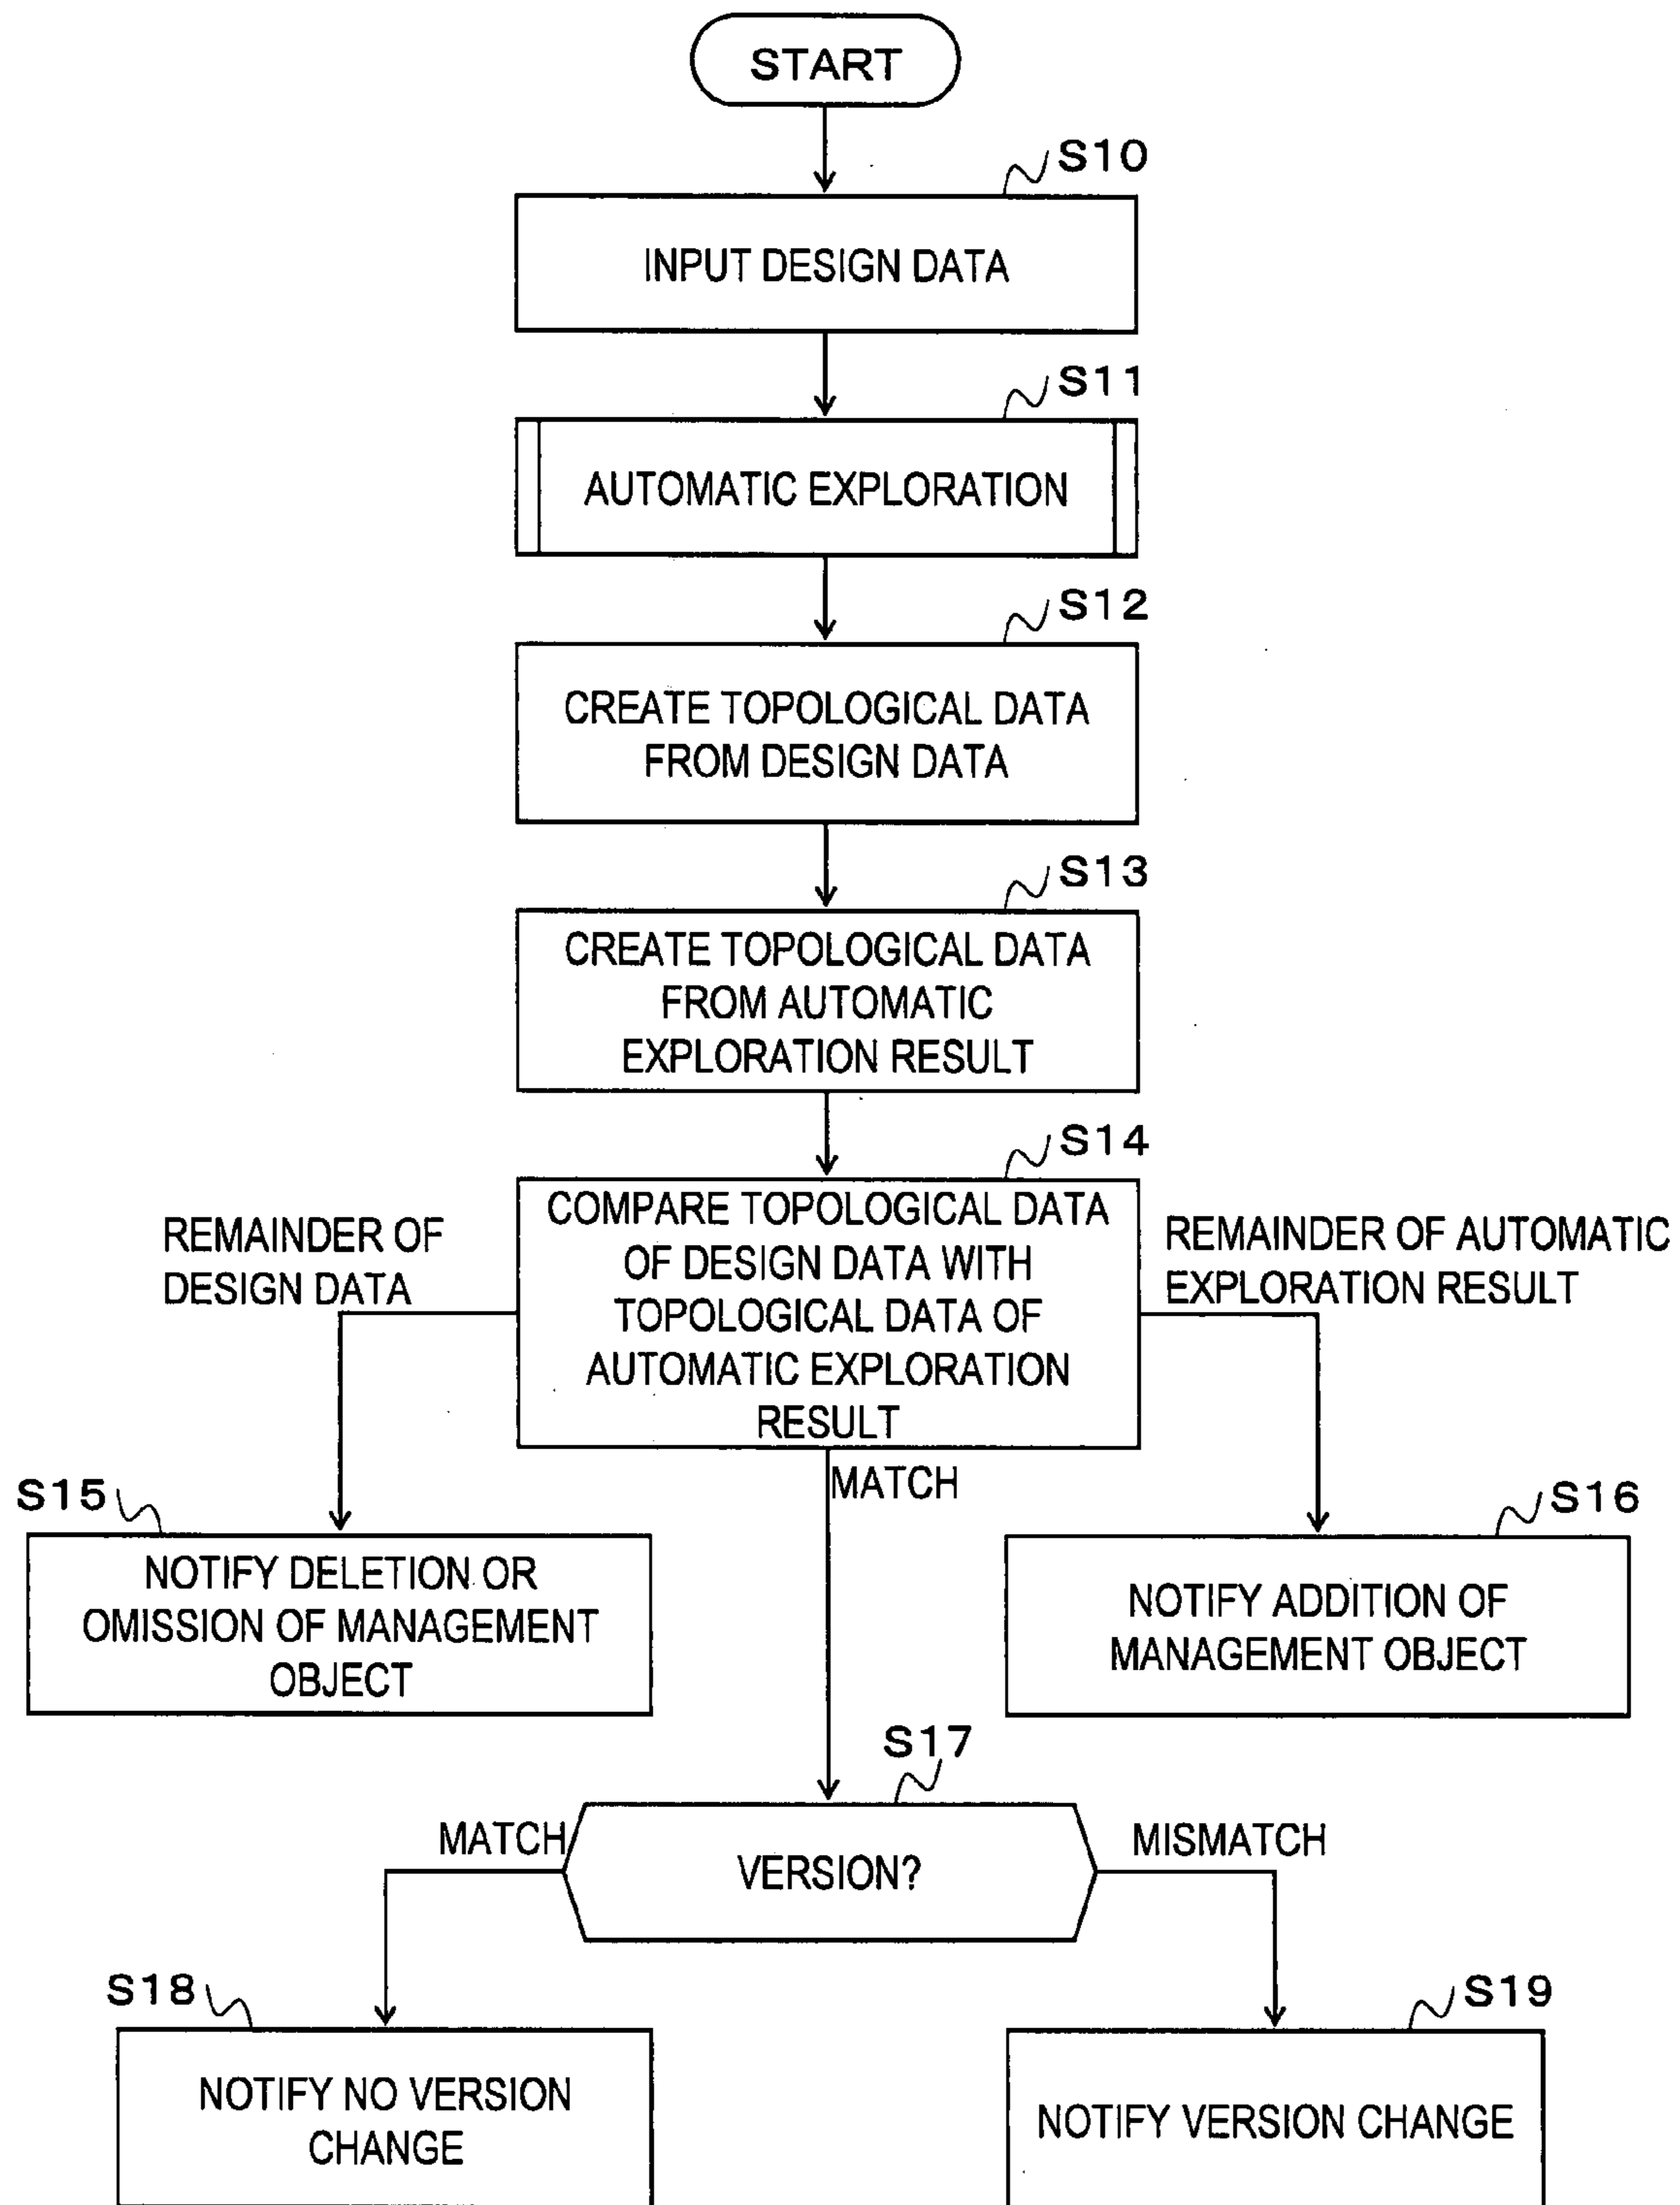 START
S10
INPUT DESIGN DATA
S11
AUTOMATIC EXPLORATION
S12
CREATE TOPOLOGICAL DATA
FROM DESIGN DATA
S13
CREATE TOPOLOGICAL DATA
FROM AUTOMATIC
EXPLORATION RESULT
S14
COMPARE TOPOLOGICAL DATA
OF DESIGN DATA WITH
TOPOLOGICAL DATA OF
AUTOMATIC EXPLORATION
RESULT
REMAINDER OF
DESIGN DATA
REMAINDER OF AUTOMATIC
EXPLORATION RESULT
MATCH
S15
NOTIFY DELETION OR
OMISSION OF MANAGEMENT
OBJECT
S16
NOTIFY ADDITION OF
MANAGEMENT OBJECT
S17
VERSION?
MATCH
MISMATCH
S18
NOTIFY NO VERSION
CHANGE
S19
NOTIFY VERSION CHANGE